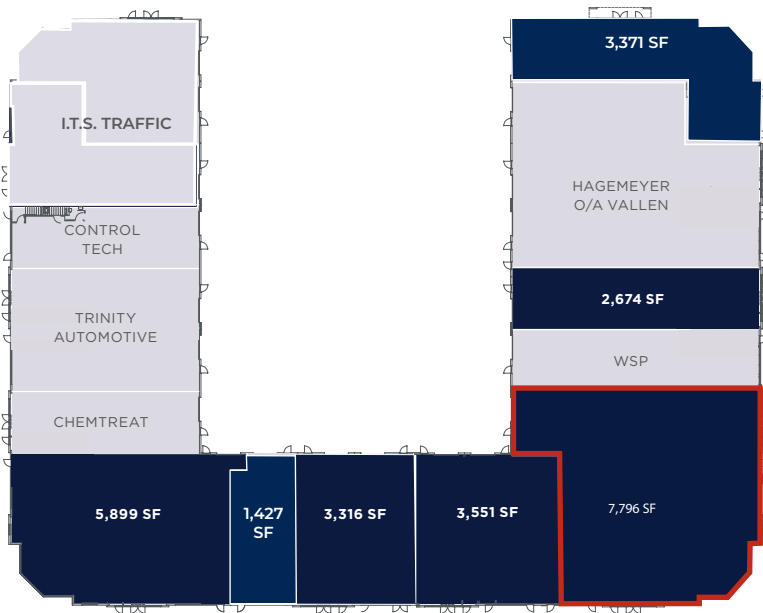 3,371 SF
I.T.S. TRAFFIC
HAGEMEYER
O/A VALLEN
CONTROL
TECH
2,674 SF
TRINITY
AUTOMOTIVE
WSP
CHEMTREAT
5,899 SF
1,427
SF
3,316 SF
3,551 SF
7,796 SF